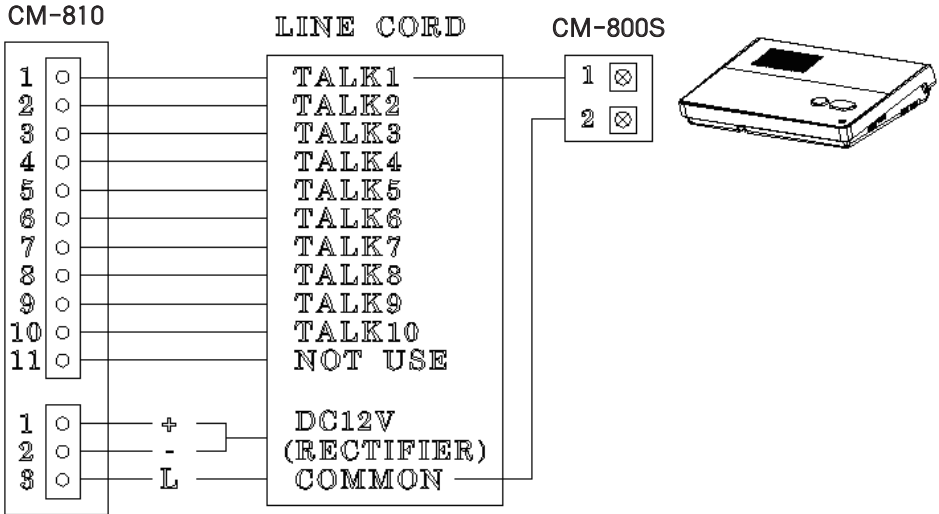 CM-810 LINE CORD CM-800S
1 TALK1 1
2 TALK2 2
3 TALK3
4 TALK4
5 TALK5
6 TALK6
7 TALK7
8 TALK8
9 TALK9
10 TALK10
11 NOT USE
1 + DC12V
2 - (RECTIFIER)
3 L COMMON